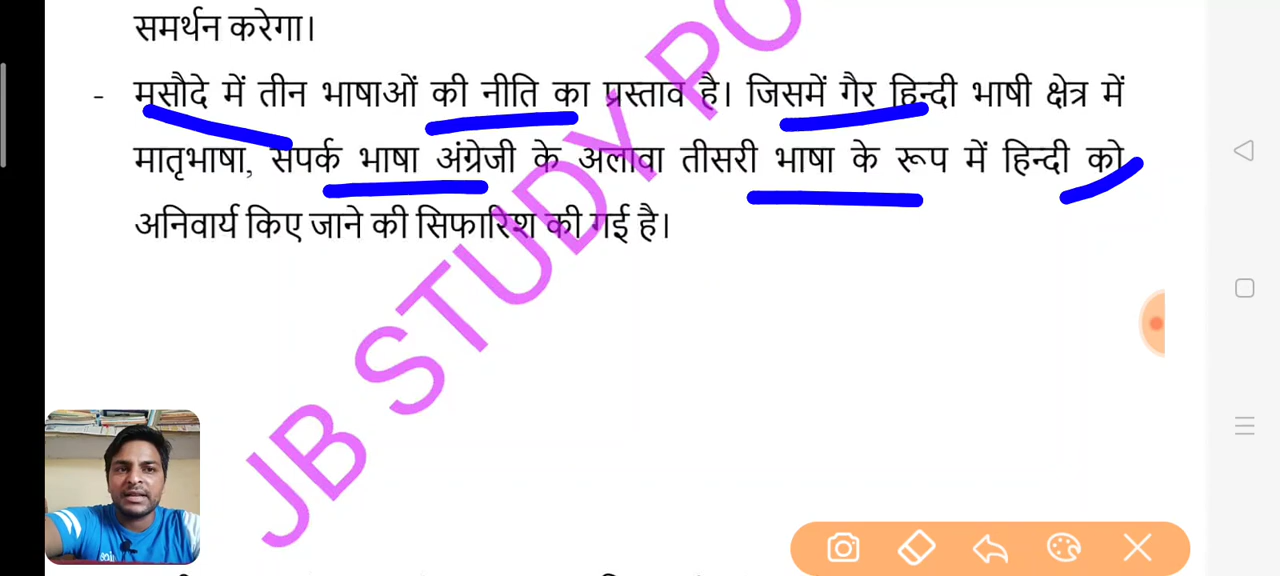 समर्थन करेगा।
- मसौदे में तीन भाषाओं की नीति का प्रस्ताव है। जिसमें गैर हिन्दी भाषी क्षेत्र में
मातृभाषा, संपर्क भाषा अंग्रेजी के अलावा तीसरी भाषा के रूप में हिन्दी को
अनिवार्य किए जाने की सिफारिश की गई है।
JB STUDY PO